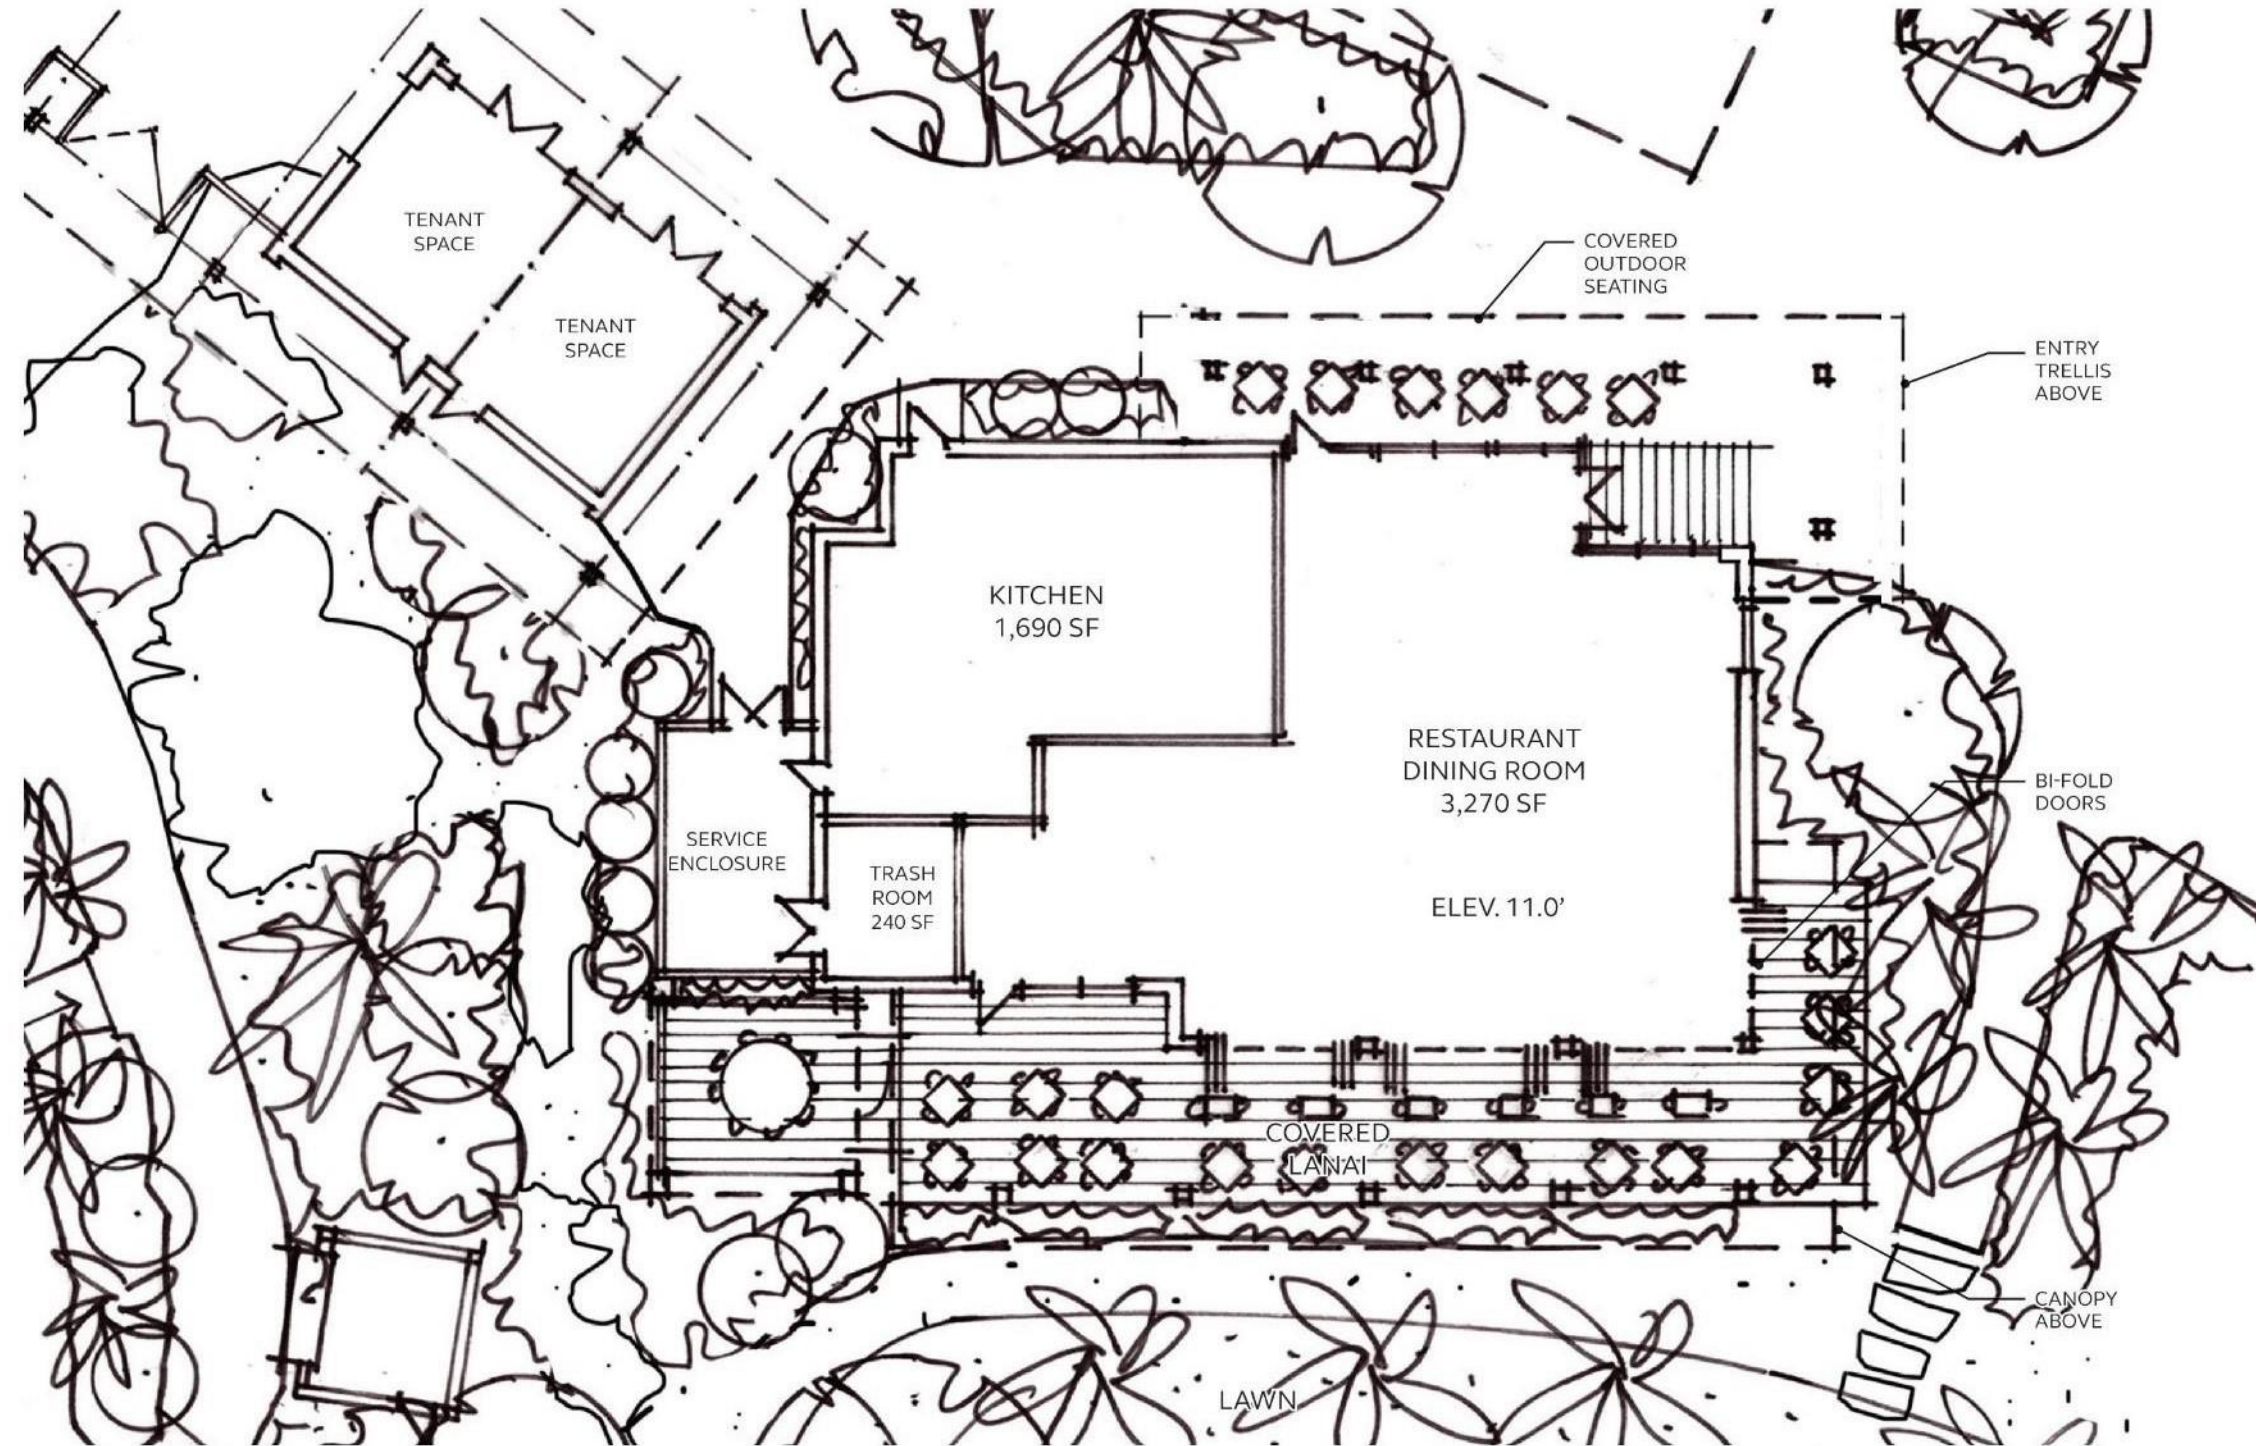 TENANT
SPACE
TENANT
SPACE
COVERED
OUTDOOR
SEATING
ENTRY
TRELLIS
ABOVE
KITCHEN
1,690 SF
RESTAURANT
DINING ROOM
3,270 SF
BI-FOLD
DOORS
SERVICE
ENCLOSURE
TRASH
ROOM
240 SF
ELEV. 11.0'
COVERED
LANAI
CANOPY
ABOVE
LAWN